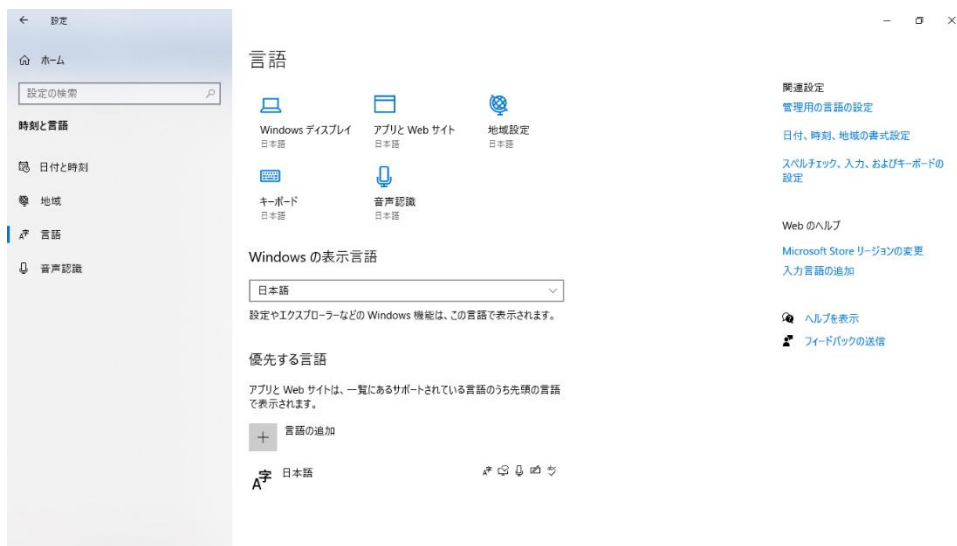 設定
ホーム
設定の検索
時刻と言語
日付と時刻
地域
言語
音声認識
言語
Windows ディスプレイ
日本語
アプリと Web サイト
日本語
地域設定
日本語
キーボード
日本語
音声認識
日本語
Windows の表示言語
日本語
設定やエクスプローラーなどの Windows 機能は、この言語で表示されます。
優先する言語
アプリと Web サイトは、一覧にあるサポートされている言語のうち先頭の言語
で表示されます。
言語の追加
日本語
関連設定
管理用の言語の設定
日付、時刻、地域の書式設定
スペルチェック、入力、およびキーボードの
設定
Web のヘルプ
Microsoft Store リージョンの変更
入力言語の追加
ヘルプを表示
フィードバックの送信